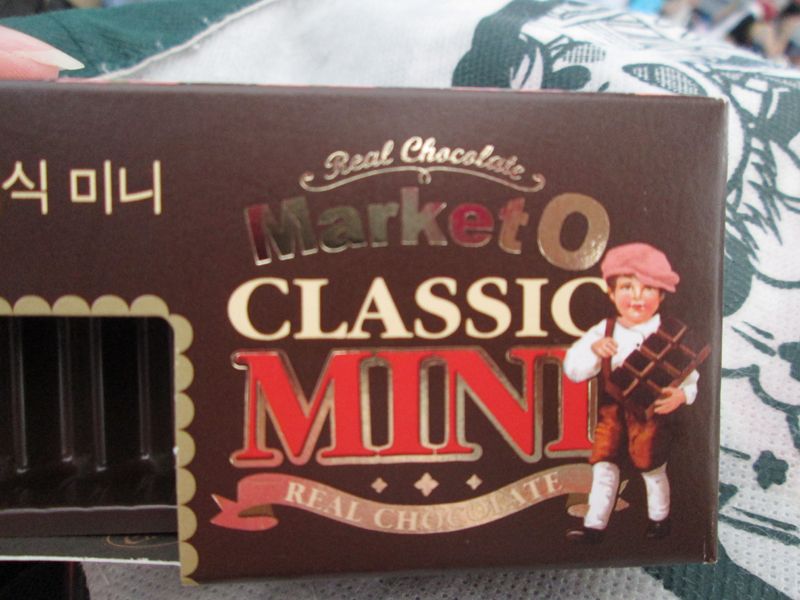 식 미니
Real Chocolate
Market O
CLASSIC
MINI
REAL CHOCOLATE